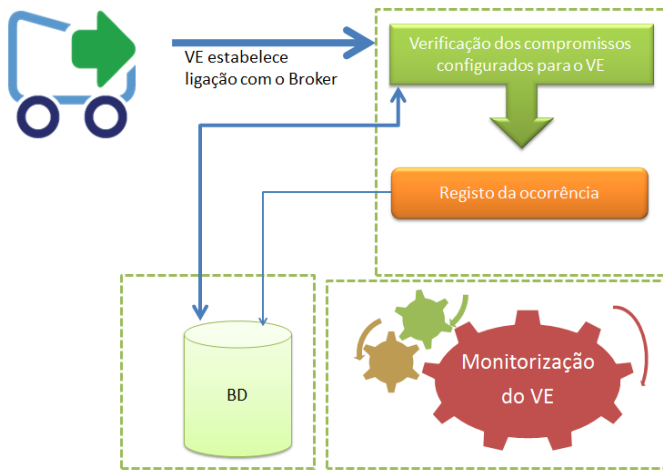 VE estabelece
ligação com o Broker
Verificação dos compromissos
configurados para o VE
Registo da ocorrência
BD
Monitorização
do VE